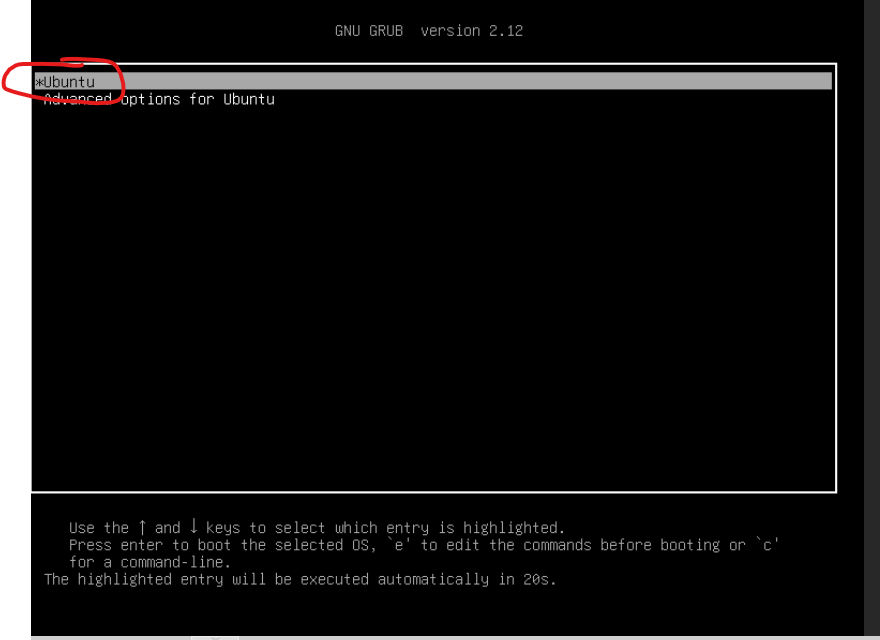 GNU GRUB version 2.12
*Ubuntu
Advanced options for Ubuntu
Use the ↑ and ↓ keys to select which entry is highlighted.
Press enter to boot the selected OS, `e' to edit the commands before booting or `c'
for a command-line.
The highlighted entry will be executed automatically in 20s.